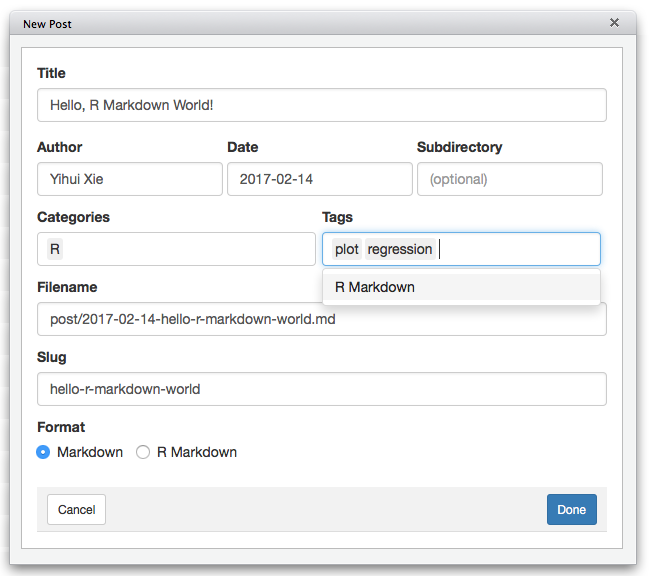 New Post
Title
Hello, R Markdown World!
Author Date Subdirectory
Yihui Xie 2017-02-14 (optional)
Categories Tags
R plot regression
R Markdown
Filename
post/2017-02-14-hello-r-markdown-world.md
Slug
hello-r-markdown-world
Format
Markdown R Markdown
Cancel Done